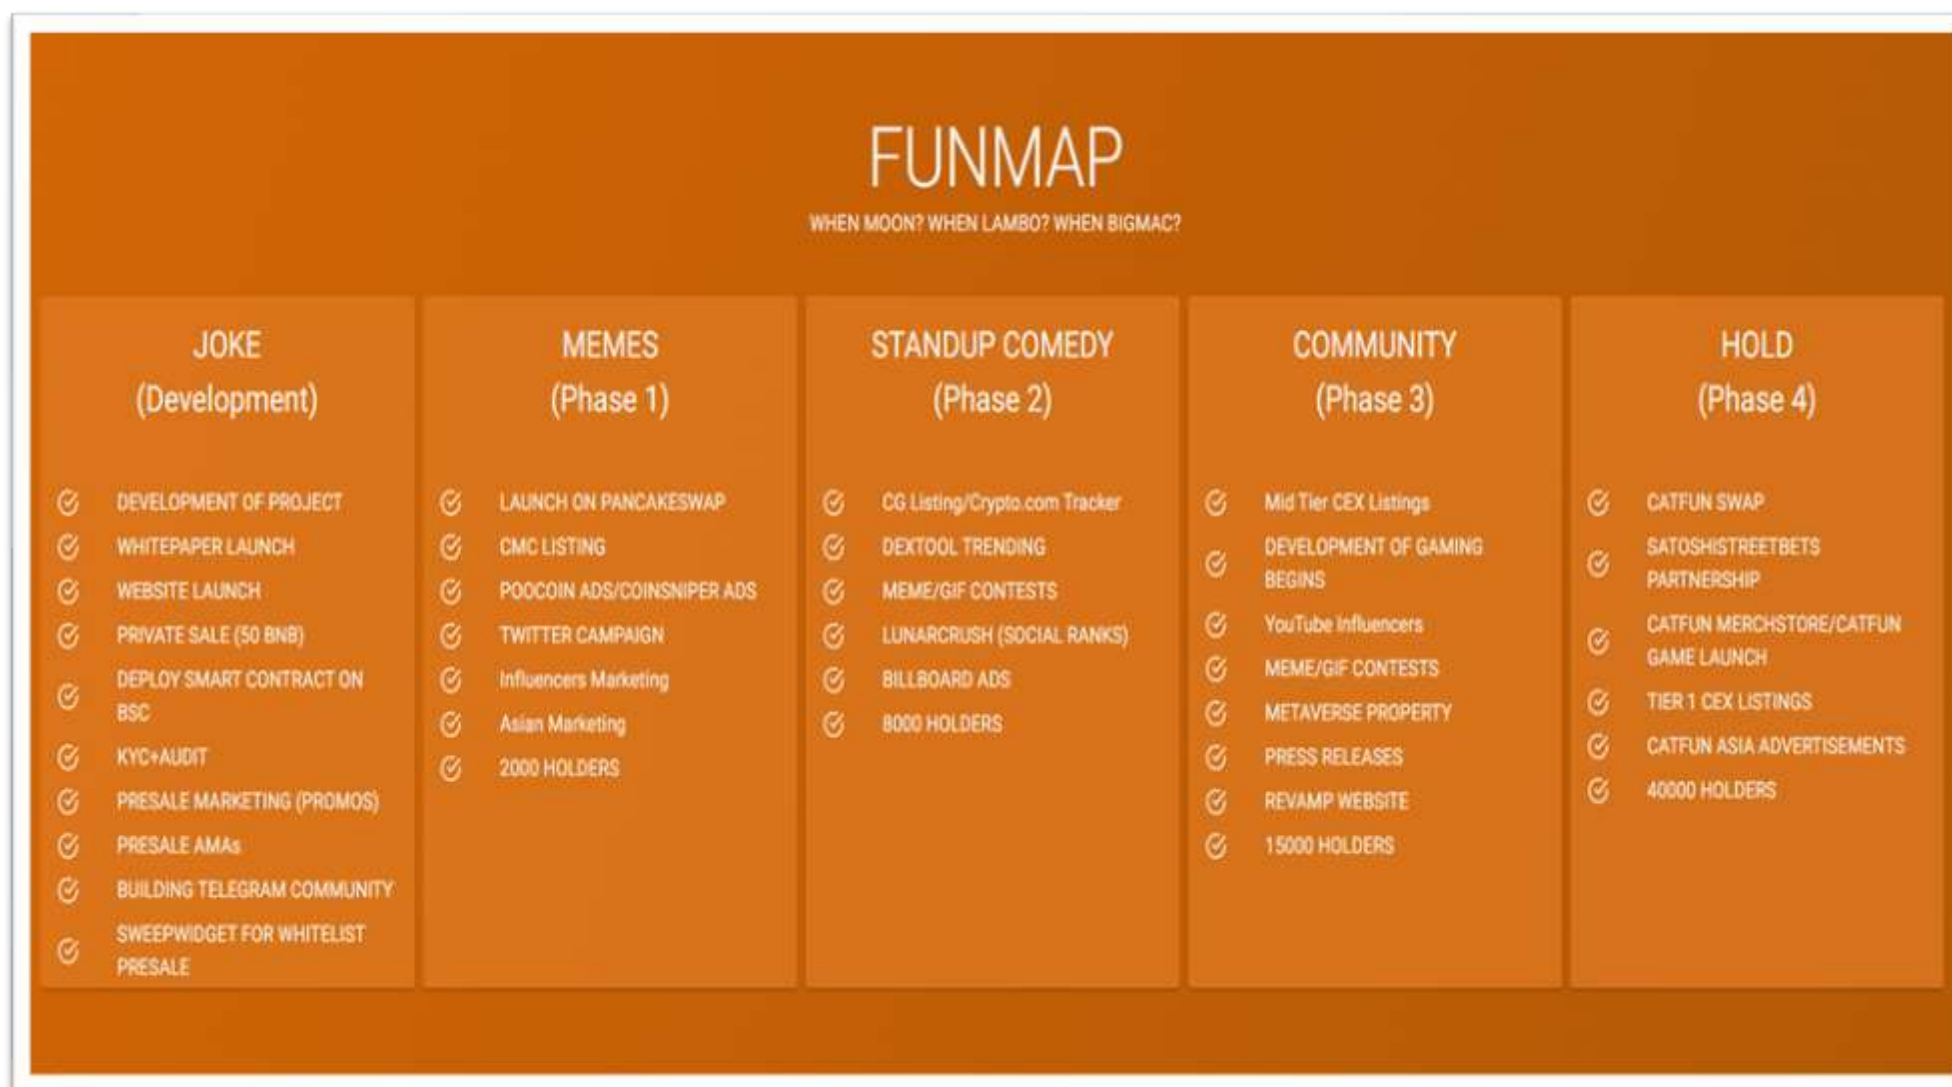 FUNMAP
WHEN MOON? WHEN LAMBO? WHEN BIGMAC?
JOKE
(Development)
DEVELOPMENT OF PROJECT
WHITEPAPER LAUNCH
WEBSITE LAUNCH
PRIVATE SALE (50 BNB)
DEPLOY SMART CONTRACT ON
BSC
KYC+AUDIT
PRESALE MARKETING (PROMOS)
PRESALE AMAs
BUILDING TELEGRAM COMMUNITY
SWEEPWIDGET FOR WHITELIST
PRESALE
MEMES
(Phase 1)
LAUNCH ON PANCAKESWAP
CMC LISTING
POOCOIN ADS/COINSNIPER ADS
TWITTER CAMPAIGN
Influencers Marketing
Asian Marketing
2000 HOLDERS
STANDUP COMEDY
(Phase 2)
CG Listing/Crypto.com Tracker
DEXTOOL TRENDING
MEME/GIF CONTESTS
LUNARCRUSH (SOCIAL RANKS)
BILLBOARD ADS
8000 HOLDERS
COMMUNITY
(Phase 3)
Mid Tier CEX Listings
DEVELOPMENT OF GAMING
BEGINS
YouTube Influencers
MEME/GIF CONTESTS
METAVERSE PROPERTY
PRESS RELEASES
REVAMP WEBSITE
15000 HOLDERS
HOLD
(Phase 4)
CATFUN SWAP
SATOSHISTREETBETS
PARTNERSHIP
CATFUN MERCHSTORE/CATFUN
GAME LAUNCH
TIER 1 CEX LISTINGS
CATFUN ASIA ADVERTISEMENTS
40000 HOLDERS